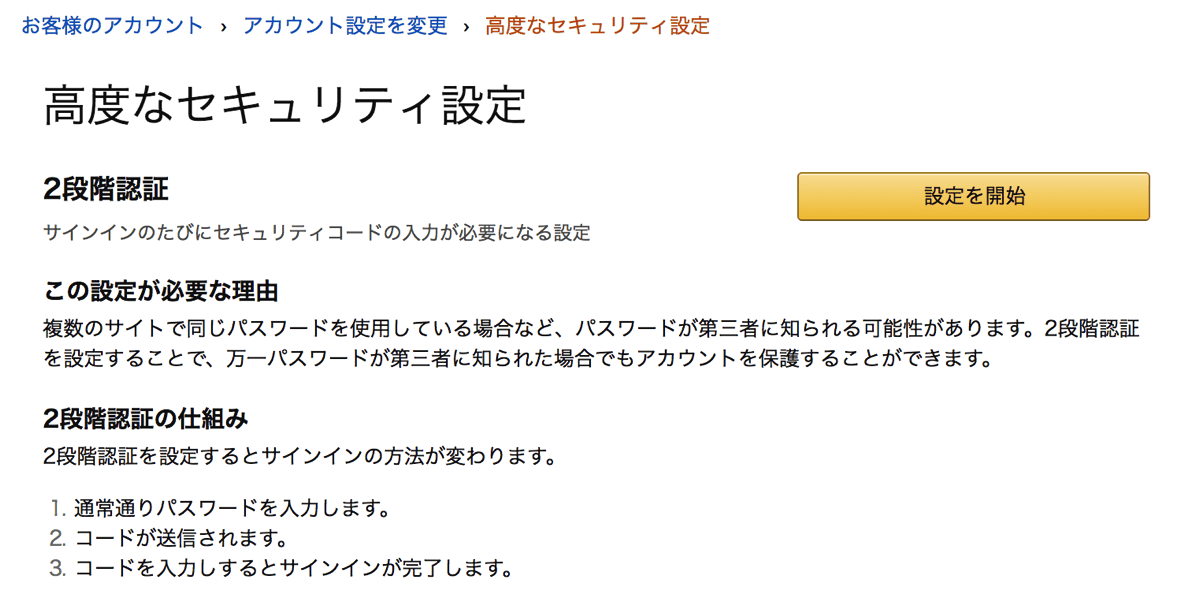 お客様のアカウント › アカウント設定を変更 › 高度なセキュリティ設定
高度なセキュリティ設定
2段階認証
設定を開始
サインインのたびにセキュリティコードの入力が必要になる設定
この設定が必要な理由
複数のサイトで同じパスワードを使用している場合など、パスワードが第三者に知られる可能性があります。2段階認証
を設定することで、万一パスワードが第三者に知られた場合でもアカウントを保護することができます。
2段階認証の仕組み
2段階認証を設定するとサインインの方法が変わります。
1. 通常通りパスワードを入力します。
2. コードが送信されます。
3. コードを入力しするとサインインが完了します。